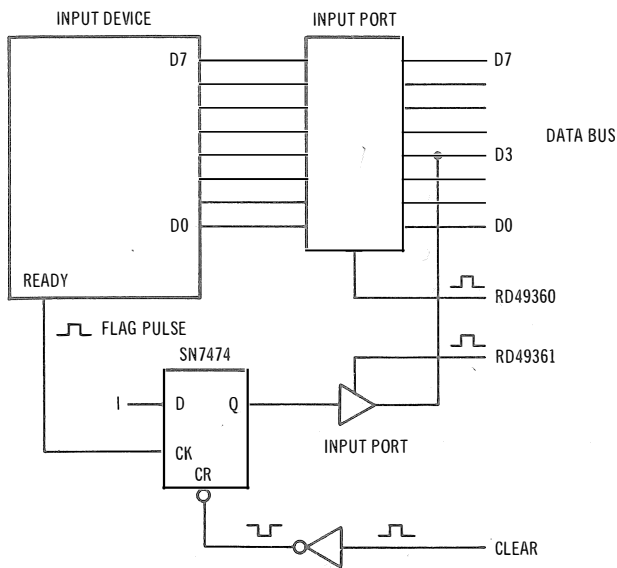 INPUT DEVICE
INPUT PORT
D7
D7
DATA BUS
D3
D0
D0
READY
RD49360
FLAG PULSE
SN7474
RD49361
1
D
Q
INPUT PORT
CK
CR
CLEAR